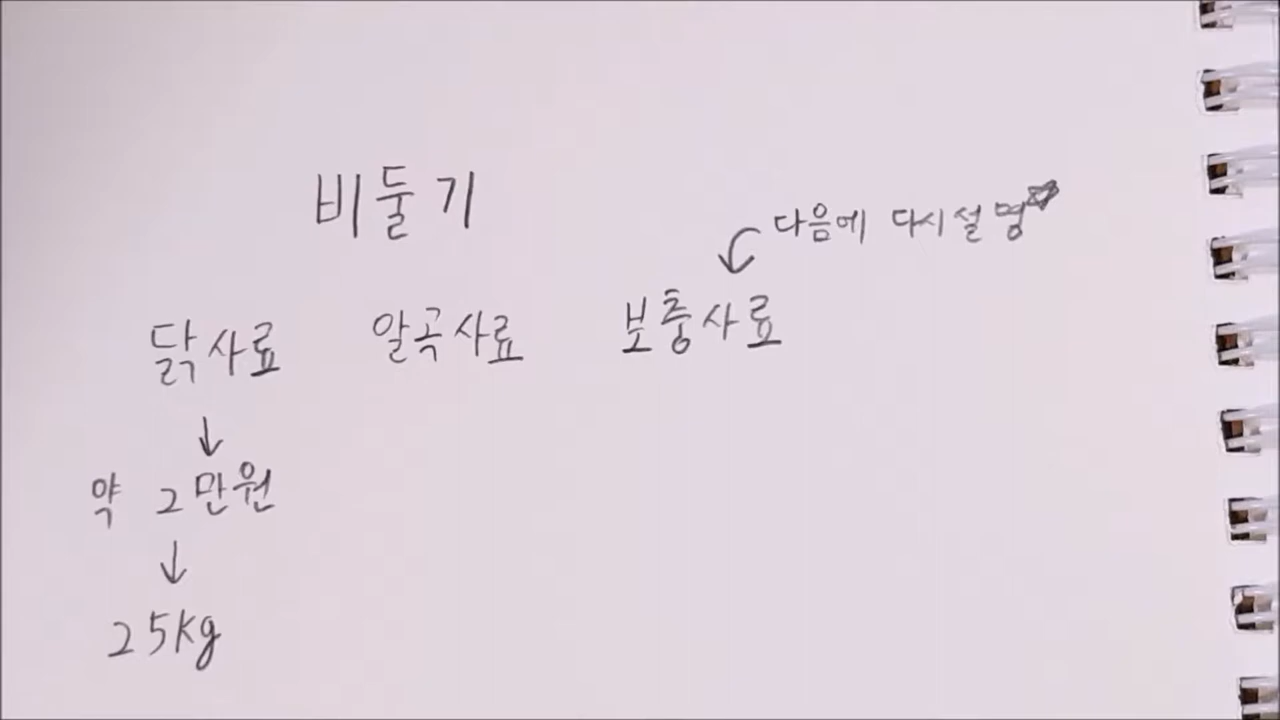 비둘기
다음에 다시설명
닭사료 알곡사료 보충사료
약 2만원
25kg